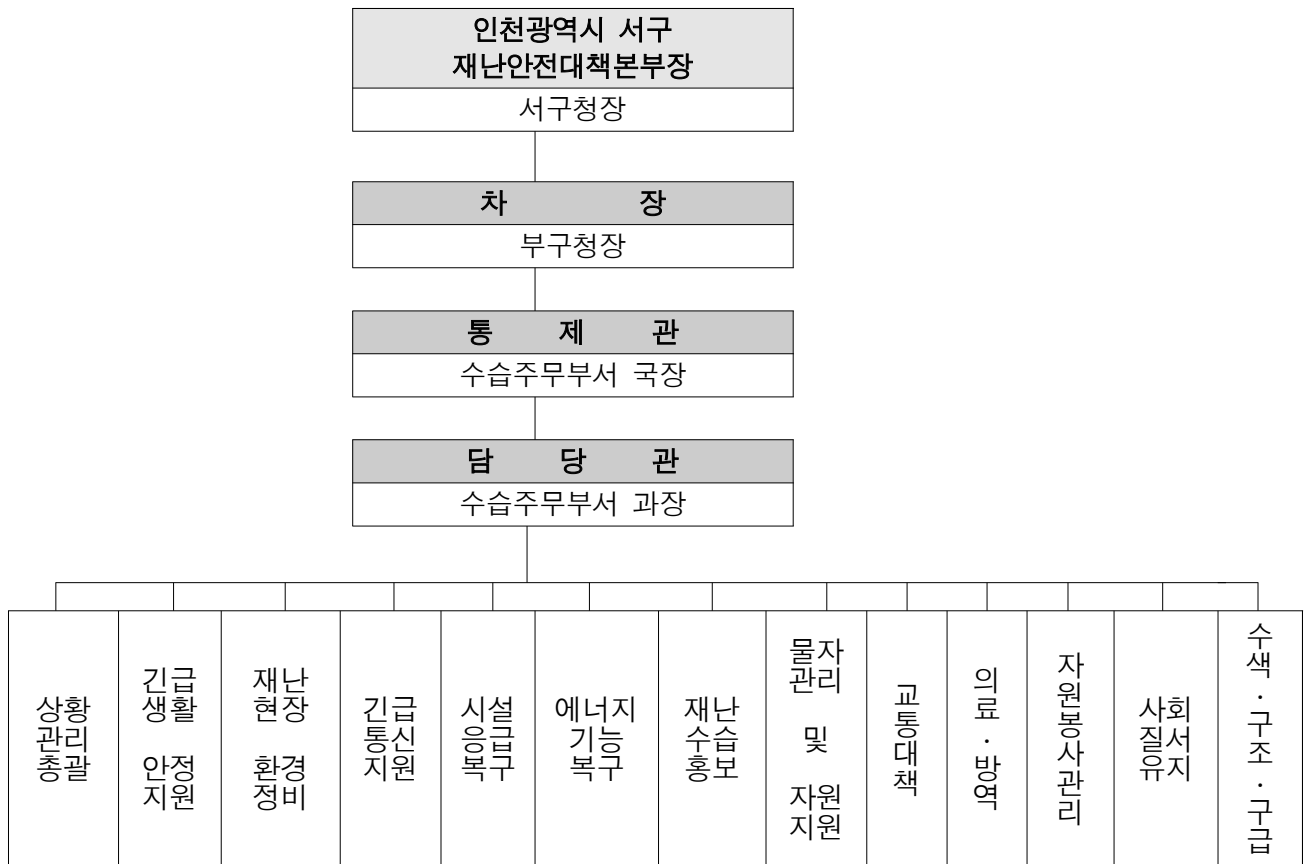 인천광역시 서구
재난안전대책본부장
서구청장
차 장
부구청장
통 제 관
수습주무부서 국장
담 당 관
수습주무부서 과장
상황
관리
총괄
긴급
생활
안정
지원
재난
현장
환경
정비
긴급
통신
지원
시설
응급
복구
에너지
기능
복구
재난
수습
홍보
물자
관리
및
자원
지원
교통대책
의료·방역
자원봉사관리
사회
질서
유지
수색·구조·구급